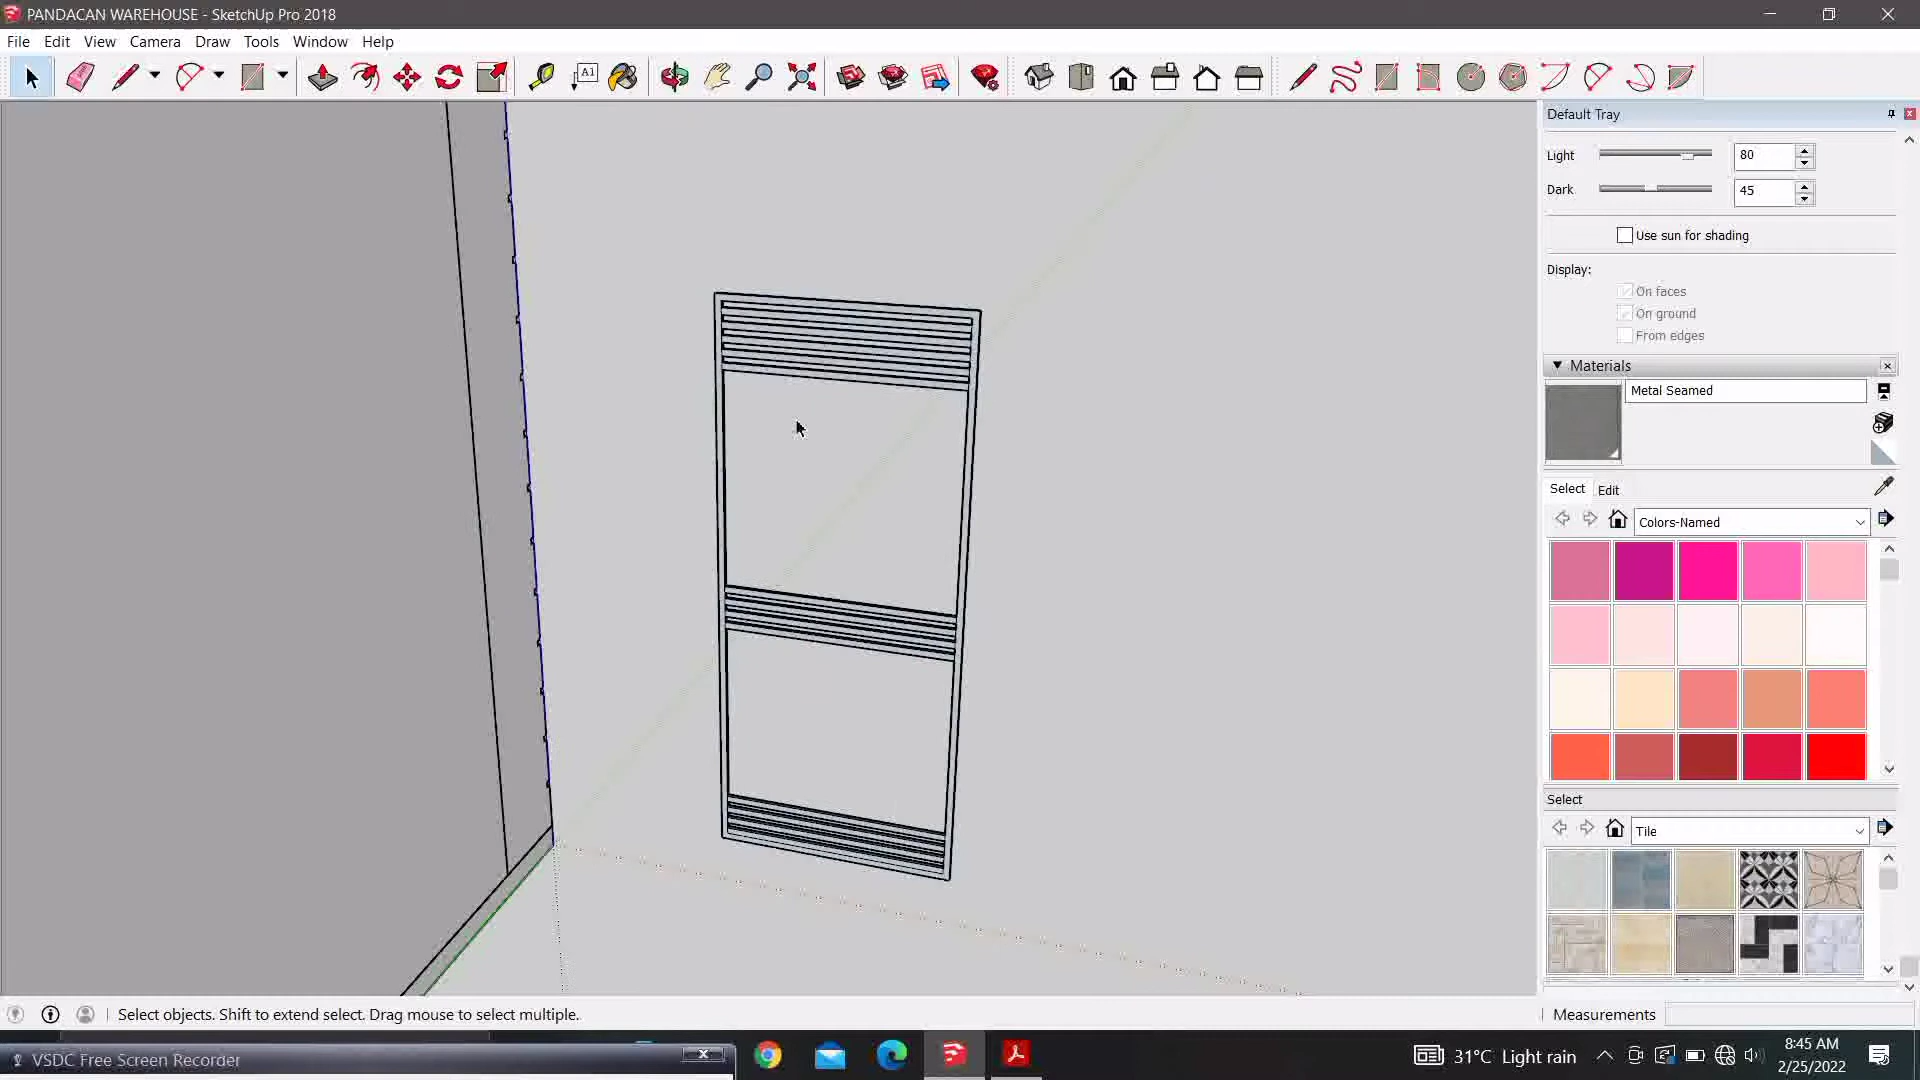 PANDACAN WAREHOUSE - SketchUp Pro 2018
File Edit View Camera Draw Tools Window Help
A1
Default Tray
Light 80
Dark 45
Use sun for shading
Display:
On faces
On ground
From edges
Materials
Metal Seamed
Select Edit
Colors-Named
Select
Tile
Select objects. Shift to extend select. Drag mouse to select multiple.
Measurements
VSDC Free Screen Recorder
31°C Light rain
8:45 AM
2/25/2022